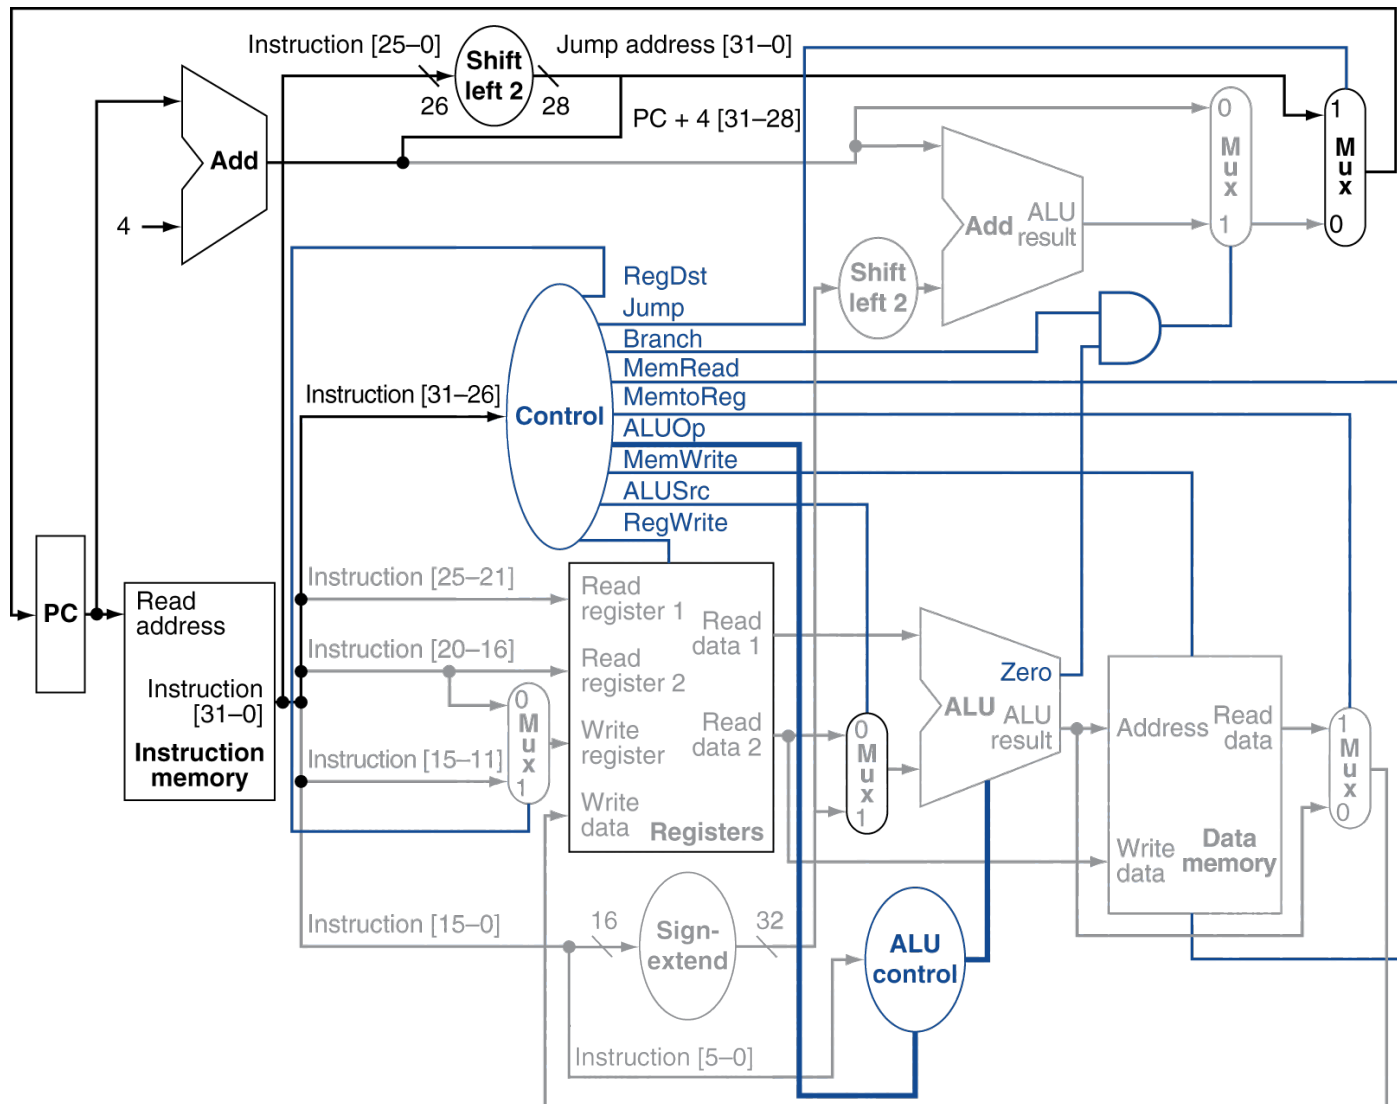 Instruction [25–0]
Shift
left 2
Jump address [31–0]
26
28
PC + 4 [31–28]
Add
4
0
M
u
x
1
1
M
u
x
0
Add
ALU
result
Shift
left 2
RegDst
Jump
Branch
MemRead
MemtoReg
ALUOp
MemWrite
ALUSrc
RegWrite
Instruction [31–26]
Control
PC
Read
address
Instruction
[31–0]
Instruction
memory
Instruction [25–21]
Instruction [20–16]
Instruction [15–11]
0
M
u
x
1
Read
register 1
Read
register 2
Write
register
Write
data
Read
data 1
Read
data 2
Registers
0
M
u
x
1
Zero
ALU
ALU
result
Address
Read
data
Write
data
Data
memory
1
M
u
x
0
Instruction [15–0]
16
Sign-
extend
32
ALU
control
Instruction [5–0]